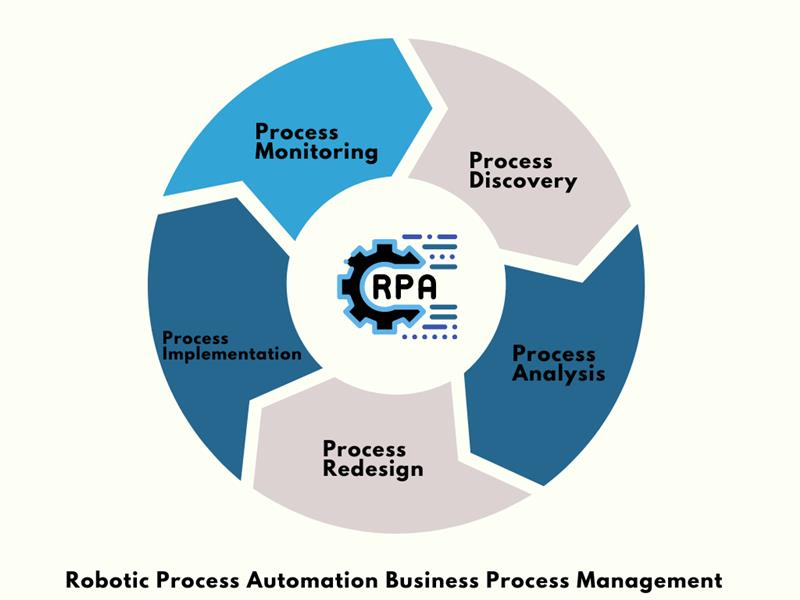 Process
Monitoring
Process
Discovery
RPA
Process
Implementation
Process
Analysis
Process
Redesign
Robotic Process Automation Business Process Management